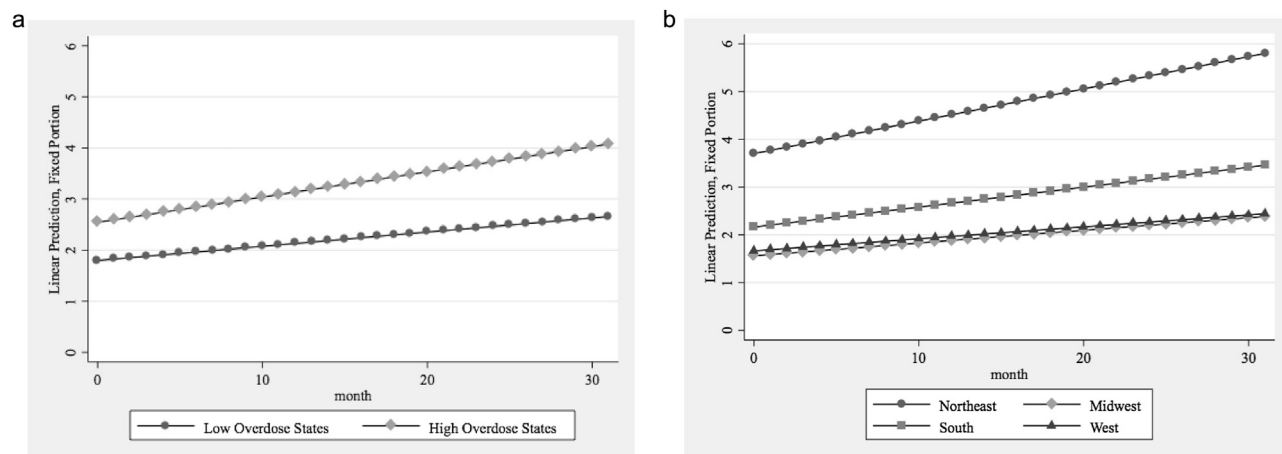 a
Linear Prediction, Fixed Portion
6
5
4
3
2
1
0
0 10 20 30
month
Low Overdose States High Overdose States
b
Linear Prediction, Fixed Portion
6
5
4
3
2
1
0
0 10 20 30
month
Northeast Midwest
South West